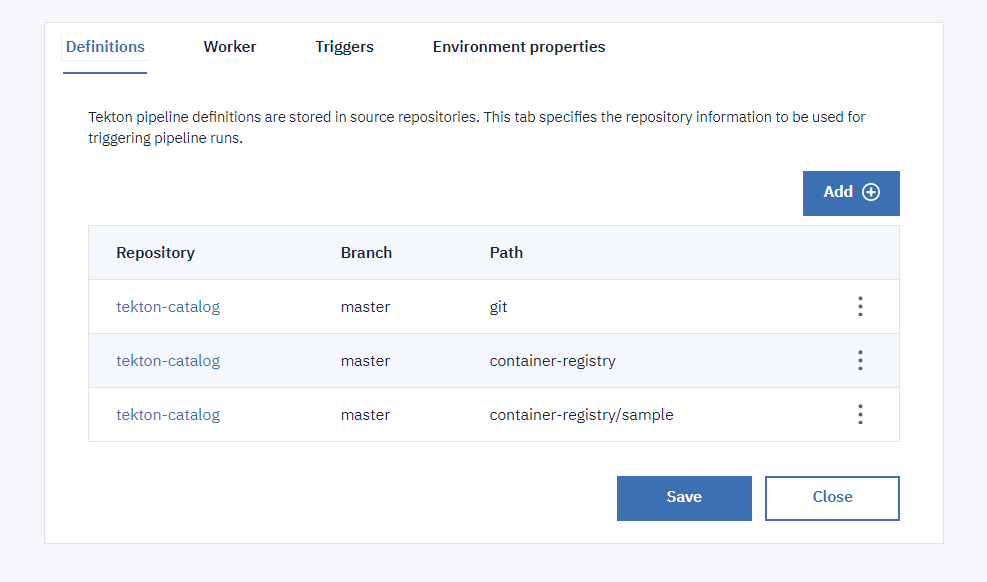 Definitions Worker Triggers Environment properties
Tekton pipeline definitions are stored in source repositories. This tab specifies the repository information to be used for
triggering pipeline runs.
Add
Repository Branch Path
tekton-catalog master git
tekton-catalog master container-registry
tekton-catalog master container-registry/sample
Save Close